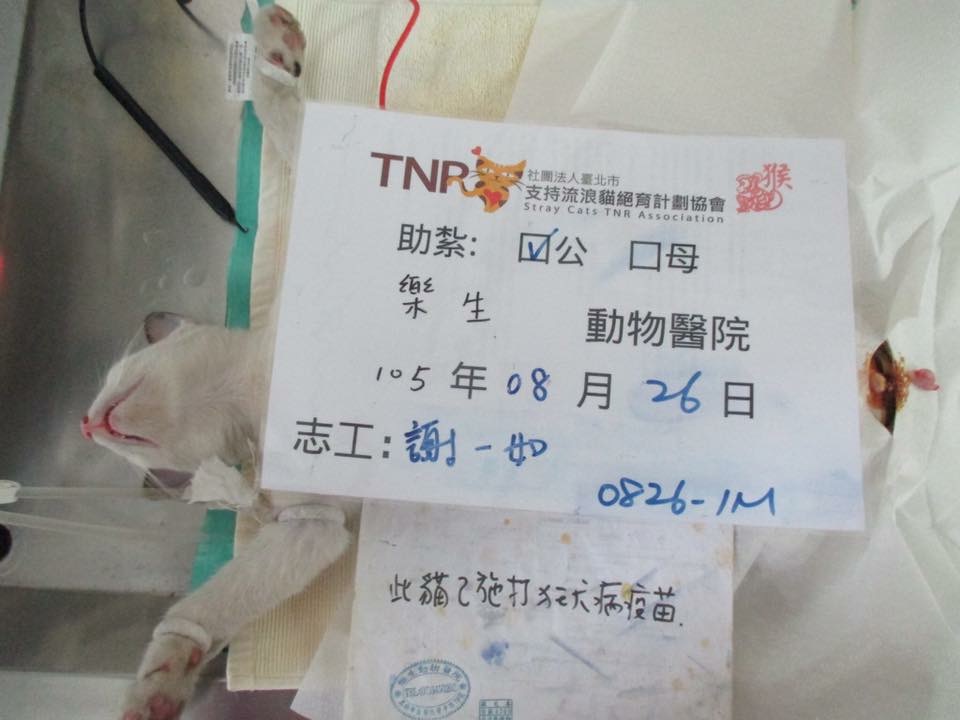 TNR
社團法人臺北市
支持流浪貓絕育計劃協會
Stray Cats TNR Association
猴
助紮: 公 母
樂生 動物醫院
105年08月26日
志工:謝一如
0826-1M
此貓已施打狂犬病疫苗.